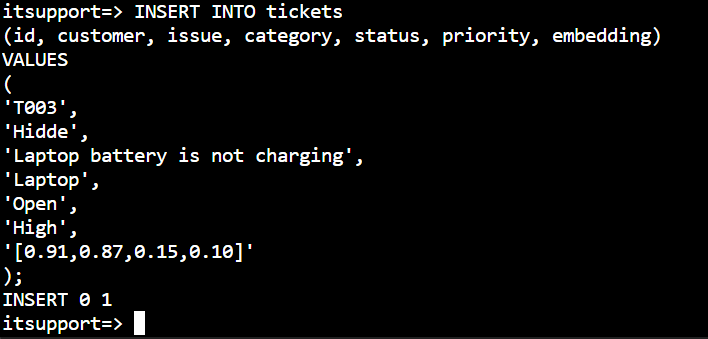 itsupport=> INSERT INTO tickets
(id, customer, issue, category, status, priority, embedding)
VALUES
(
'T003',
'Hidde',
'Laptop battery is not charging',
'Laptop',
'Open',
'High',
'[0.91,0.87,0.15,0.10]'
);
INSERT 0 1
itsupport=>